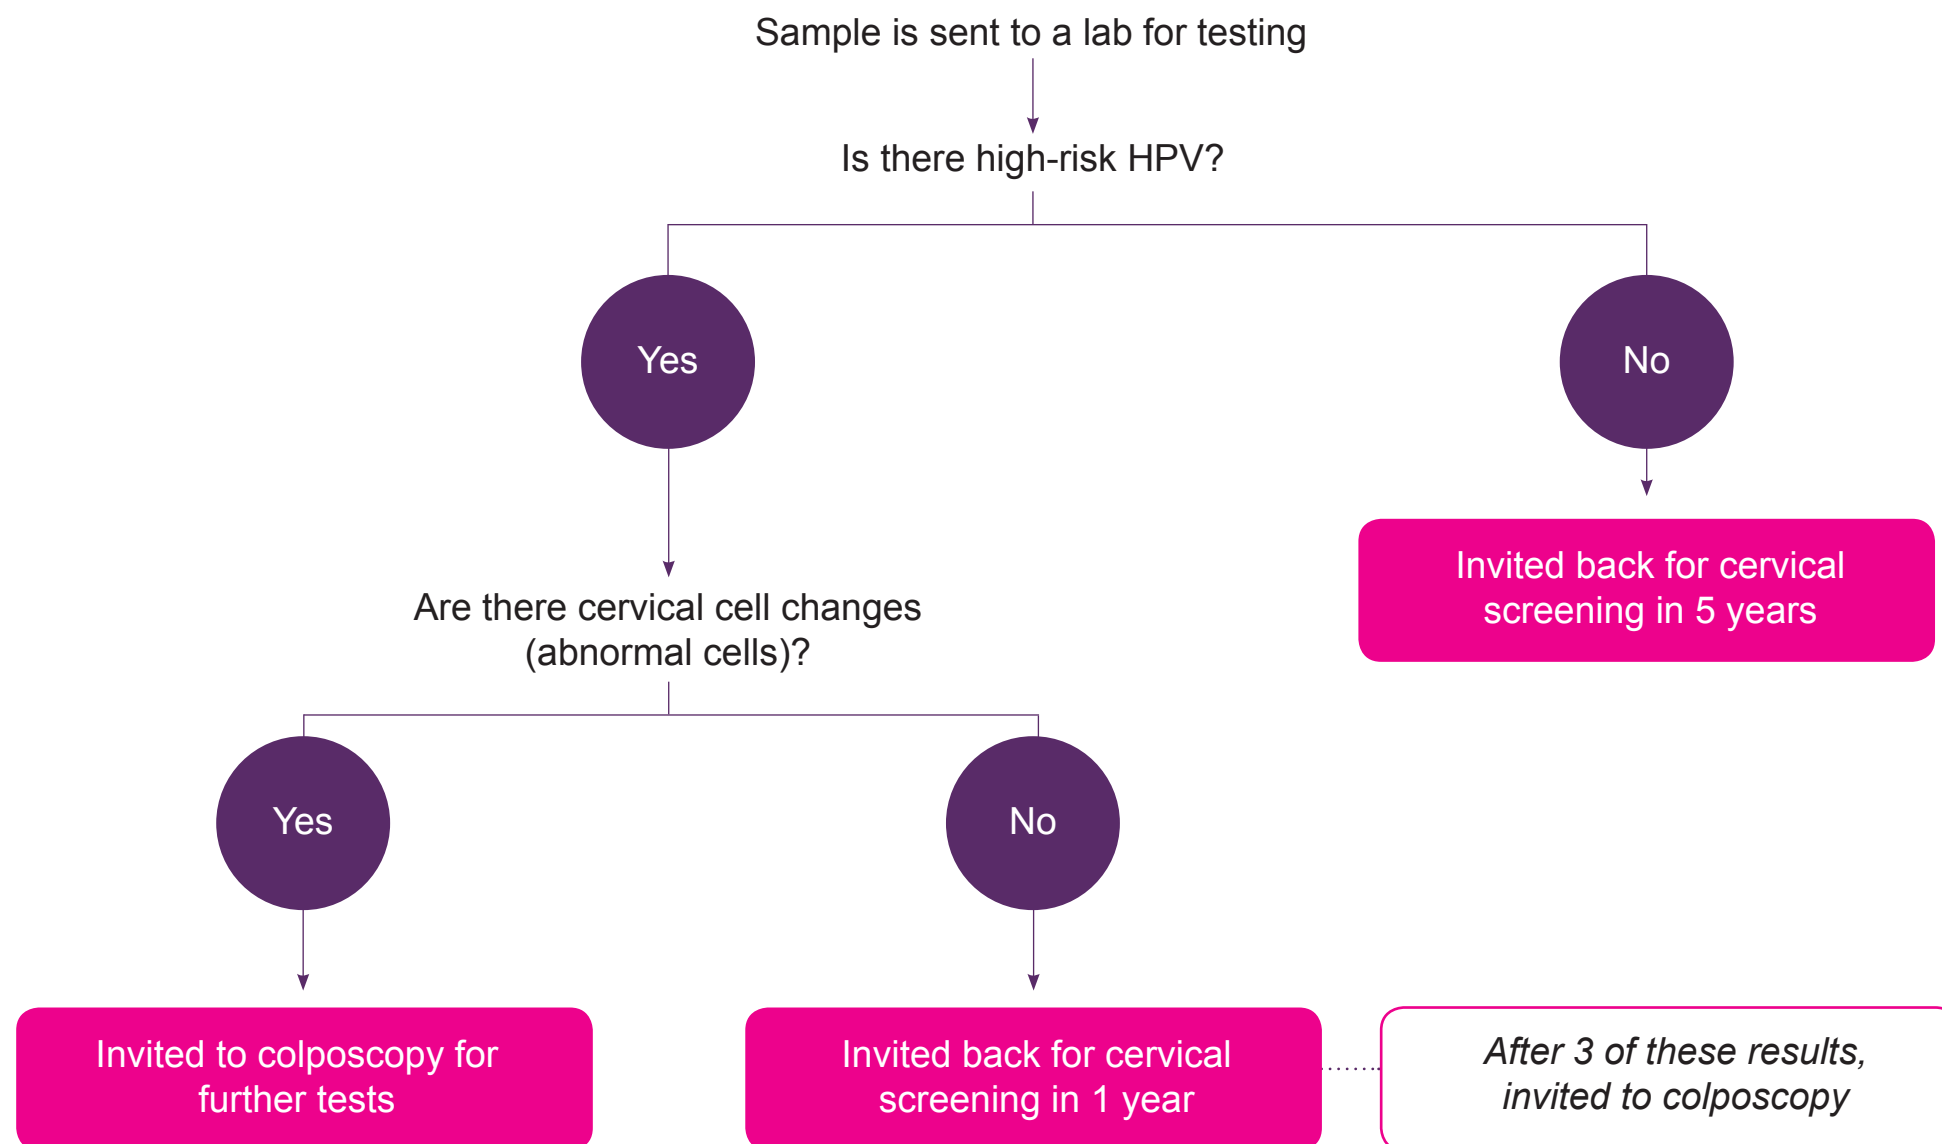 Sample is sent to a lab for testing
Is there high-risk HPV?
Yes
No
Invited back for cervical
screening in 5 years
Are there cervical cell changes
(abnormal cells)?
Yes
No
Invited to colposcopy for
further tests
Invited back for cervical
screening in 1 year
After 3 of these results,
invited to colposcopy